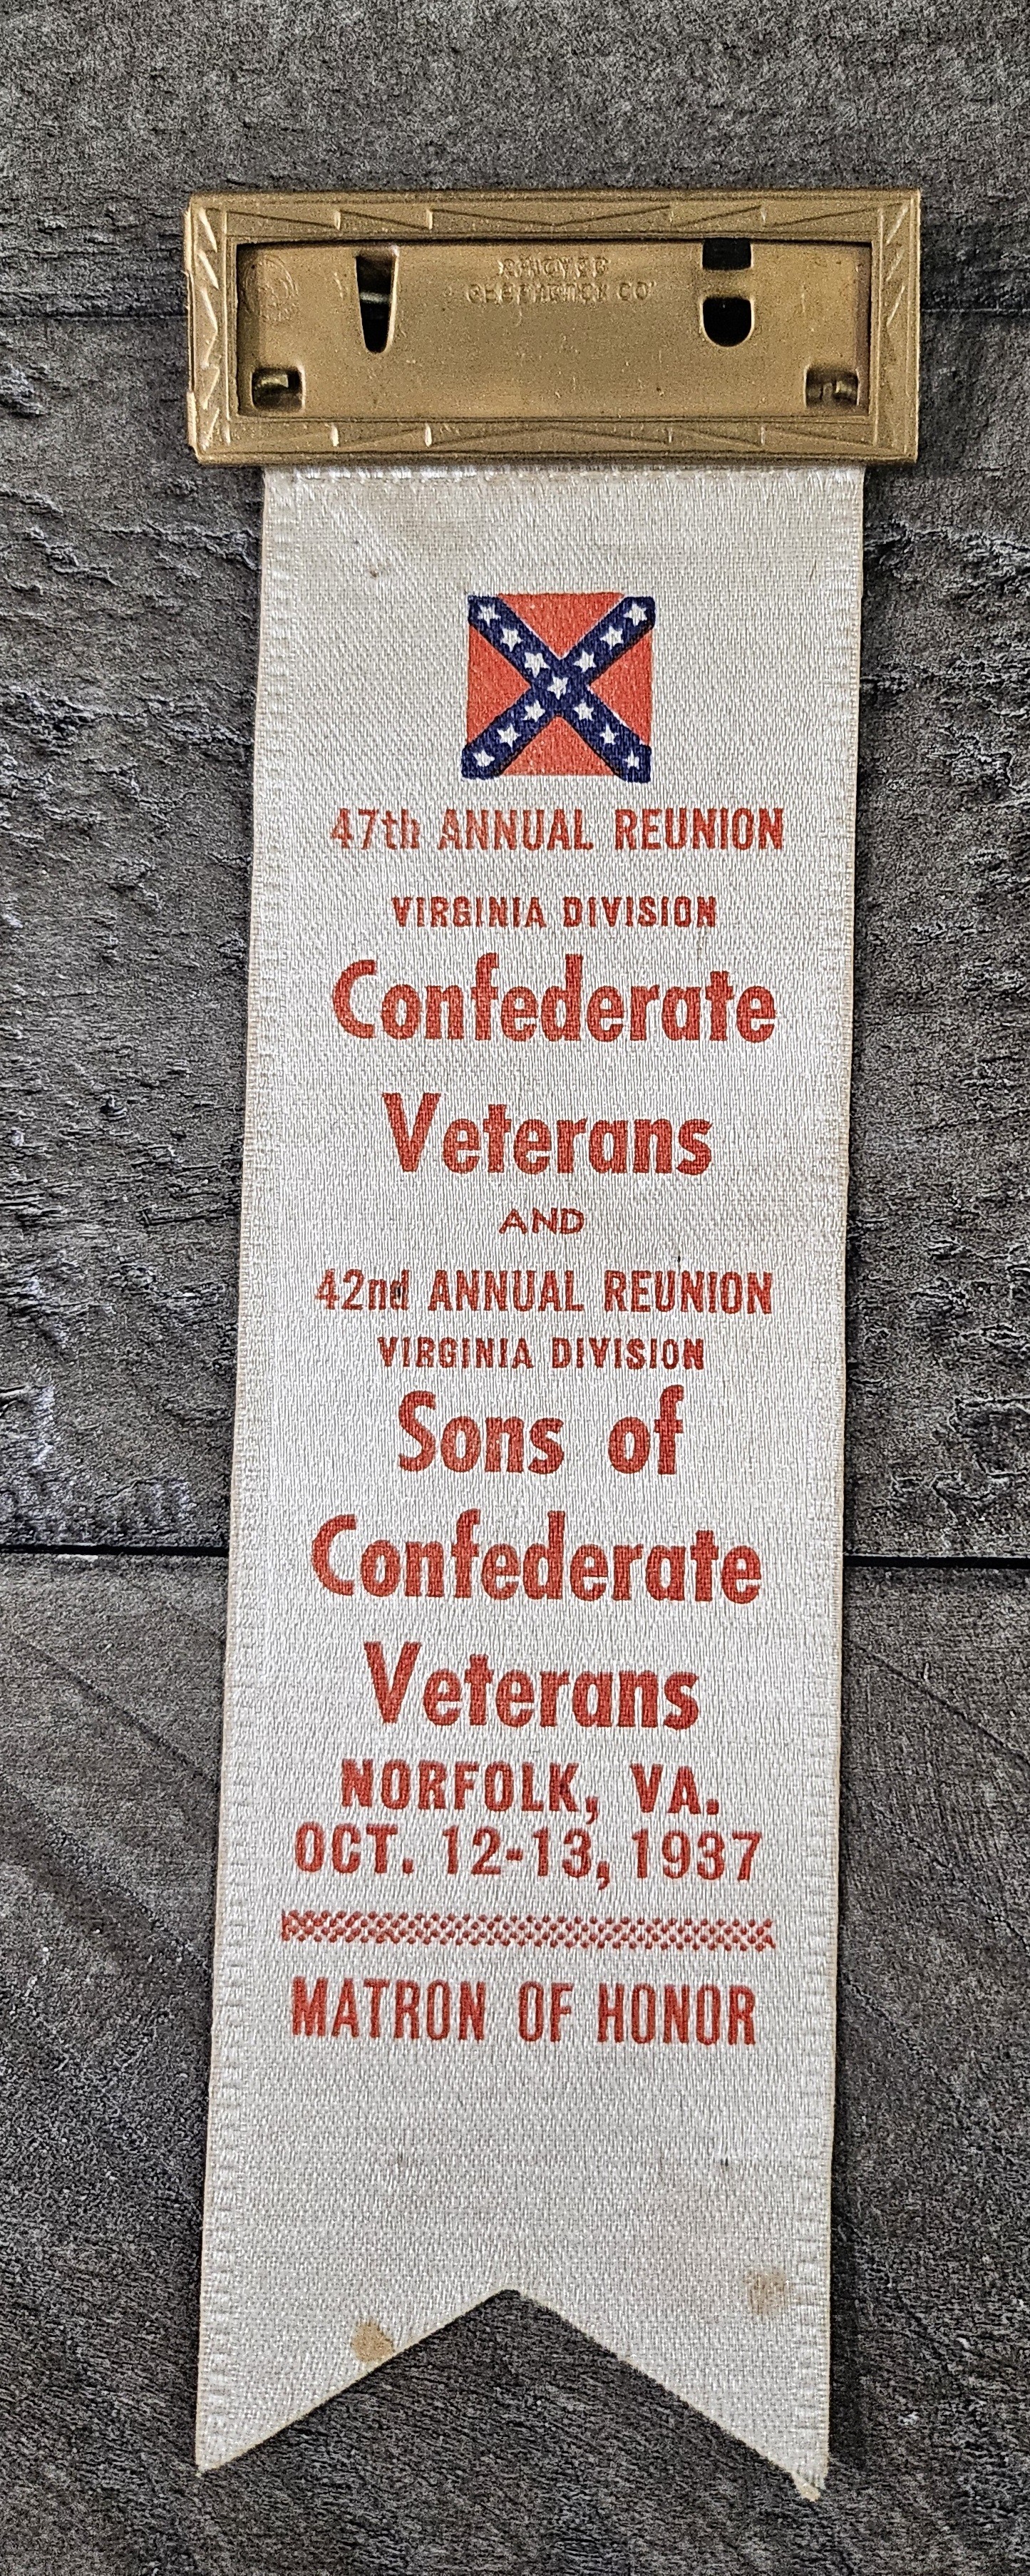 47th ANNUAL REUNION
VIRGINIA DIVISION
Confederate
Veterans
AND
42nd ANNUAL REUNION
VIRGINIA DIVISION
Sons of
Confederate
Veterans
NORFOLK, VA.
OCT. 12-13, 1937
MATRON OF HONOR